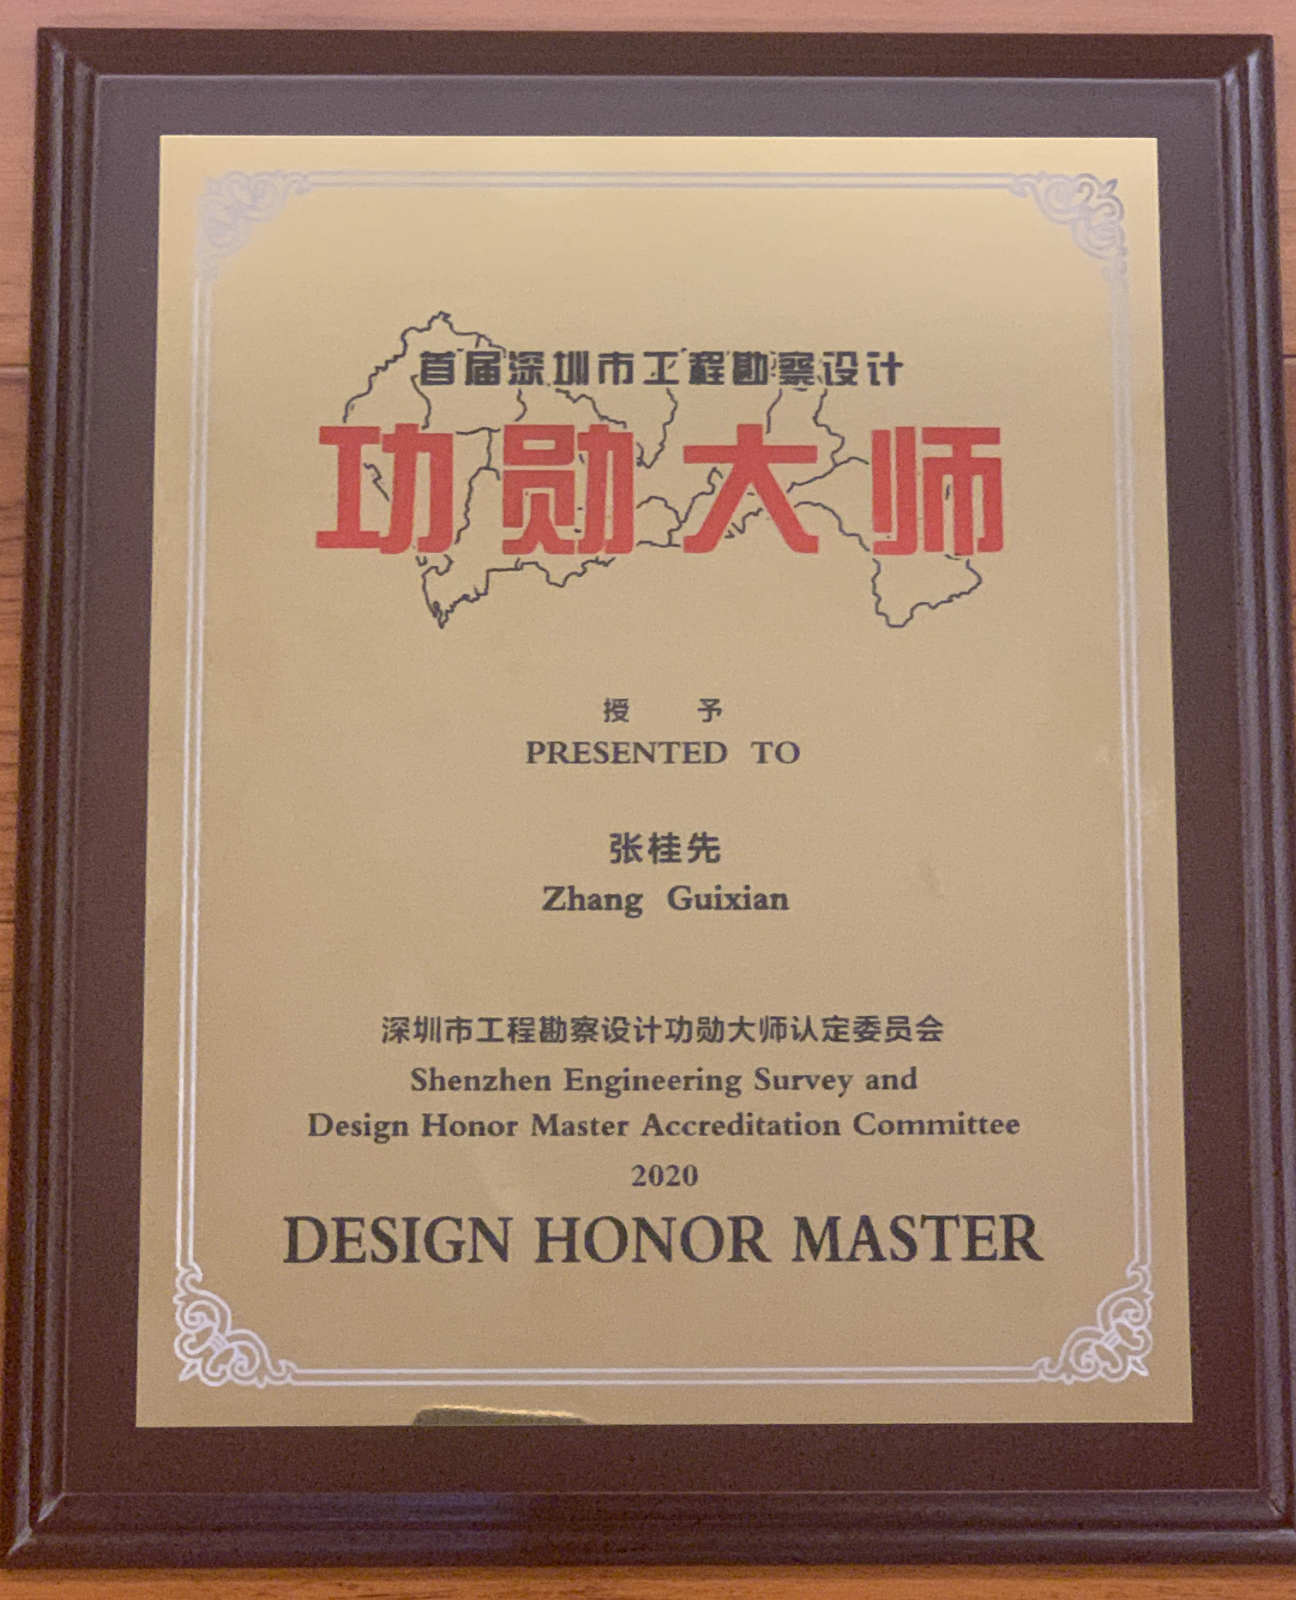 首届深圳市工程勘察设计
功勋大师
授 予
PRESENTED TO
张桂先
Zhang Guixian
深圳市工程勘察设计功勋大师认定委员会
Shenzhen Engineering Survey and
Design Honor Master Accreditation Committee
2020
DESIGN HONOR MASTER